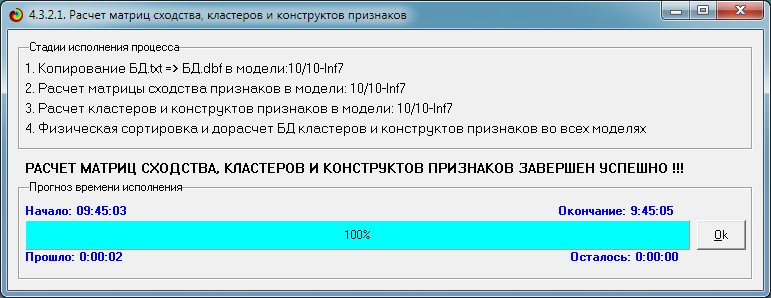 4.3.2.1. Расчет матриц сходства, кластеров и конструктов признаков
Стадии исполнения процесса
1. Копирование БД.txt => БД.dbf в модели:10/10-Inf7
2. Расчет матрицы сходства признаков в модели: 10/10-Inf7
3. Расчет кластеров и конструктов признаков в модели: 10/10-Inf7
4. Физическая сортировка и дорасчет БД кластеров и конструктов признаков во всех моделях
РАСЧЕТ МАТРИЦ СХОДСТВА, КЛАСТЕРОВ И КОНСТРУКТОВ ПРИЗНАКОВ ЗАВЕРШЕН УСПЕШНО !!!
Прогноз времени исполнения
Начало: 09:45:03 Окончание: 9:45:05
100% Ok
Прошло: 0:00:02 Осталось: 0:00:00